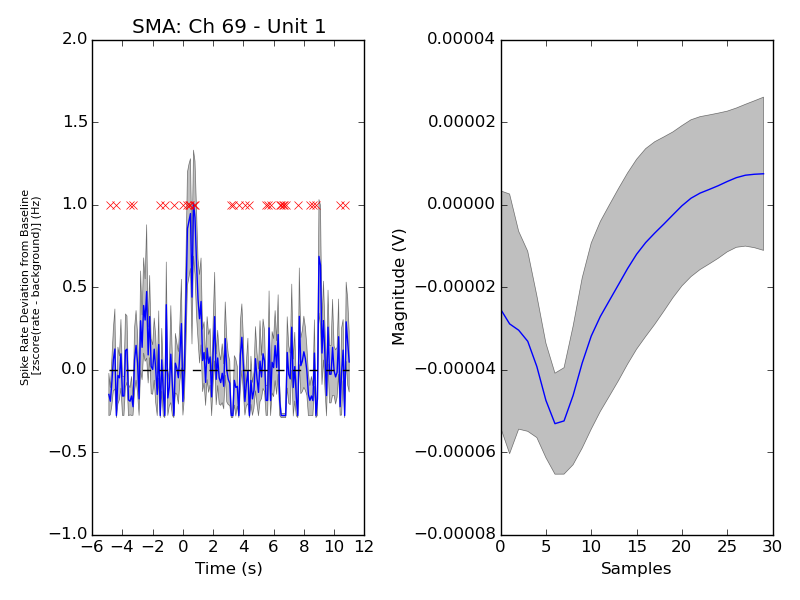 SMA: Ch 69 - Unit 1
Spike Rate Deviation from Baseline
[zscore(rate - background)] (Hz)
2.0
1.5
1.0
0.5
0.0
−0.5
−1.0
−6 −4 −2 0 2 4 6 8 10 12
Time (s)
Magnitude (V)
0.00004
0.00002
0.00000
−0.00002
−0.00004
−0.00006
−0.00008
0 5 10 15 20 25 30
Samples